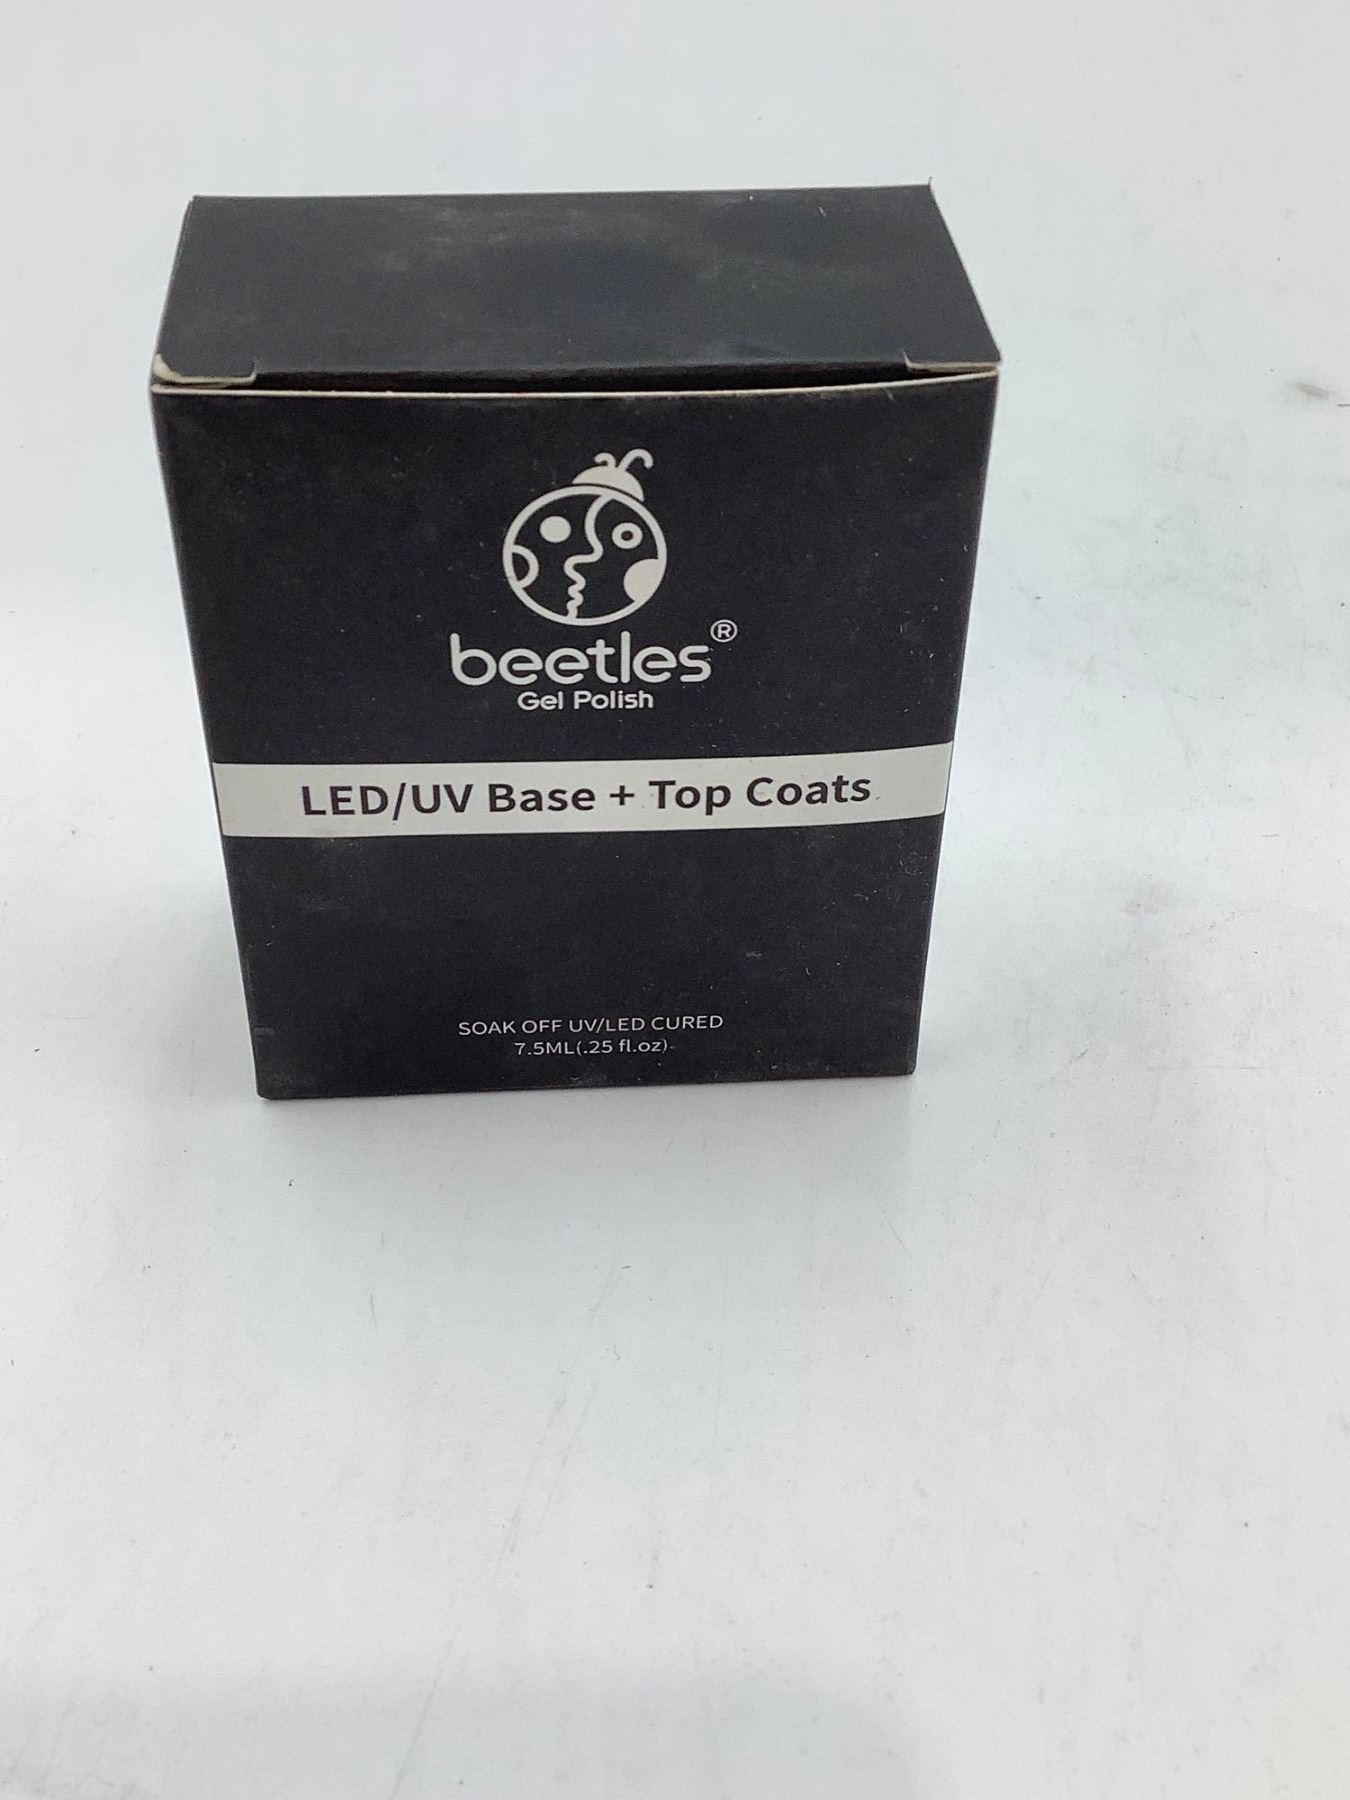 beetles®
Gel Polish
LED/UV Base + Top Coats
SOAK OFF UV/LED CURED
7.5ML(.25 fl.oz)